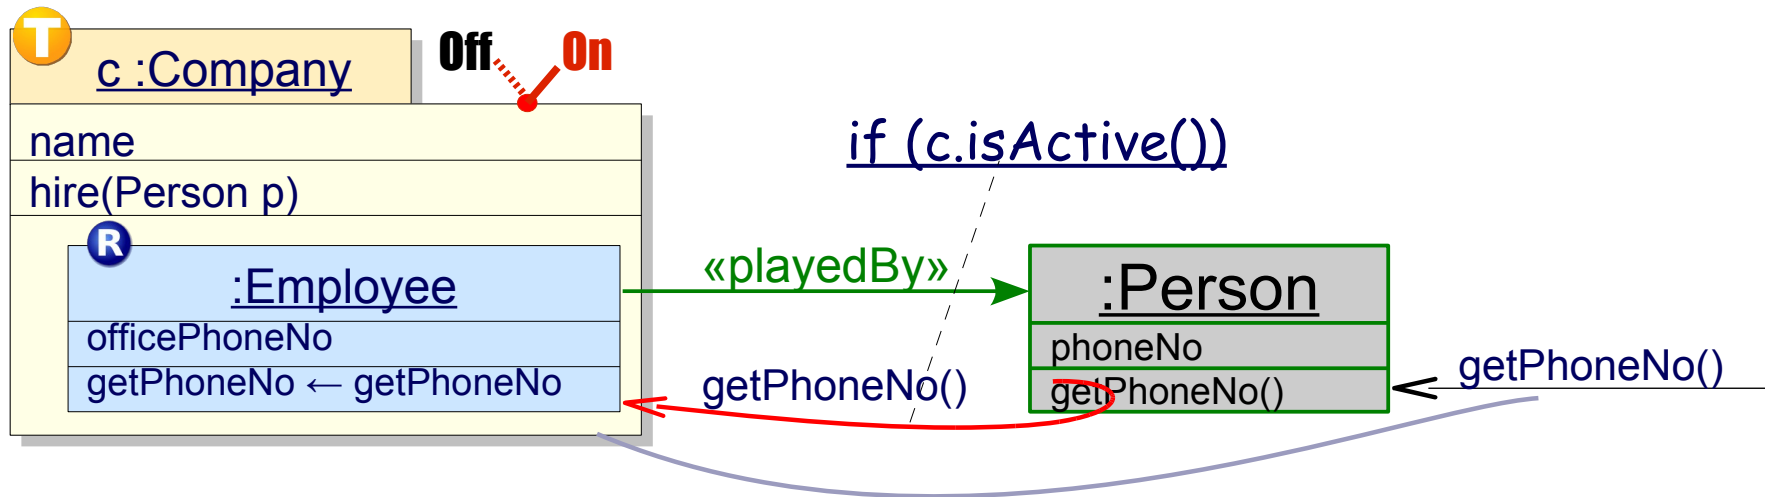 T
c :Company
Off On
name
hire(Person p)
if (c.isActive())
R
:Employee
officePhoneNo
getPhoneNo ← getPhoneNo
«playedBy»
getPhoneNo()
:Person
phoneNo
getPhoneNo()
getPhoneNo()